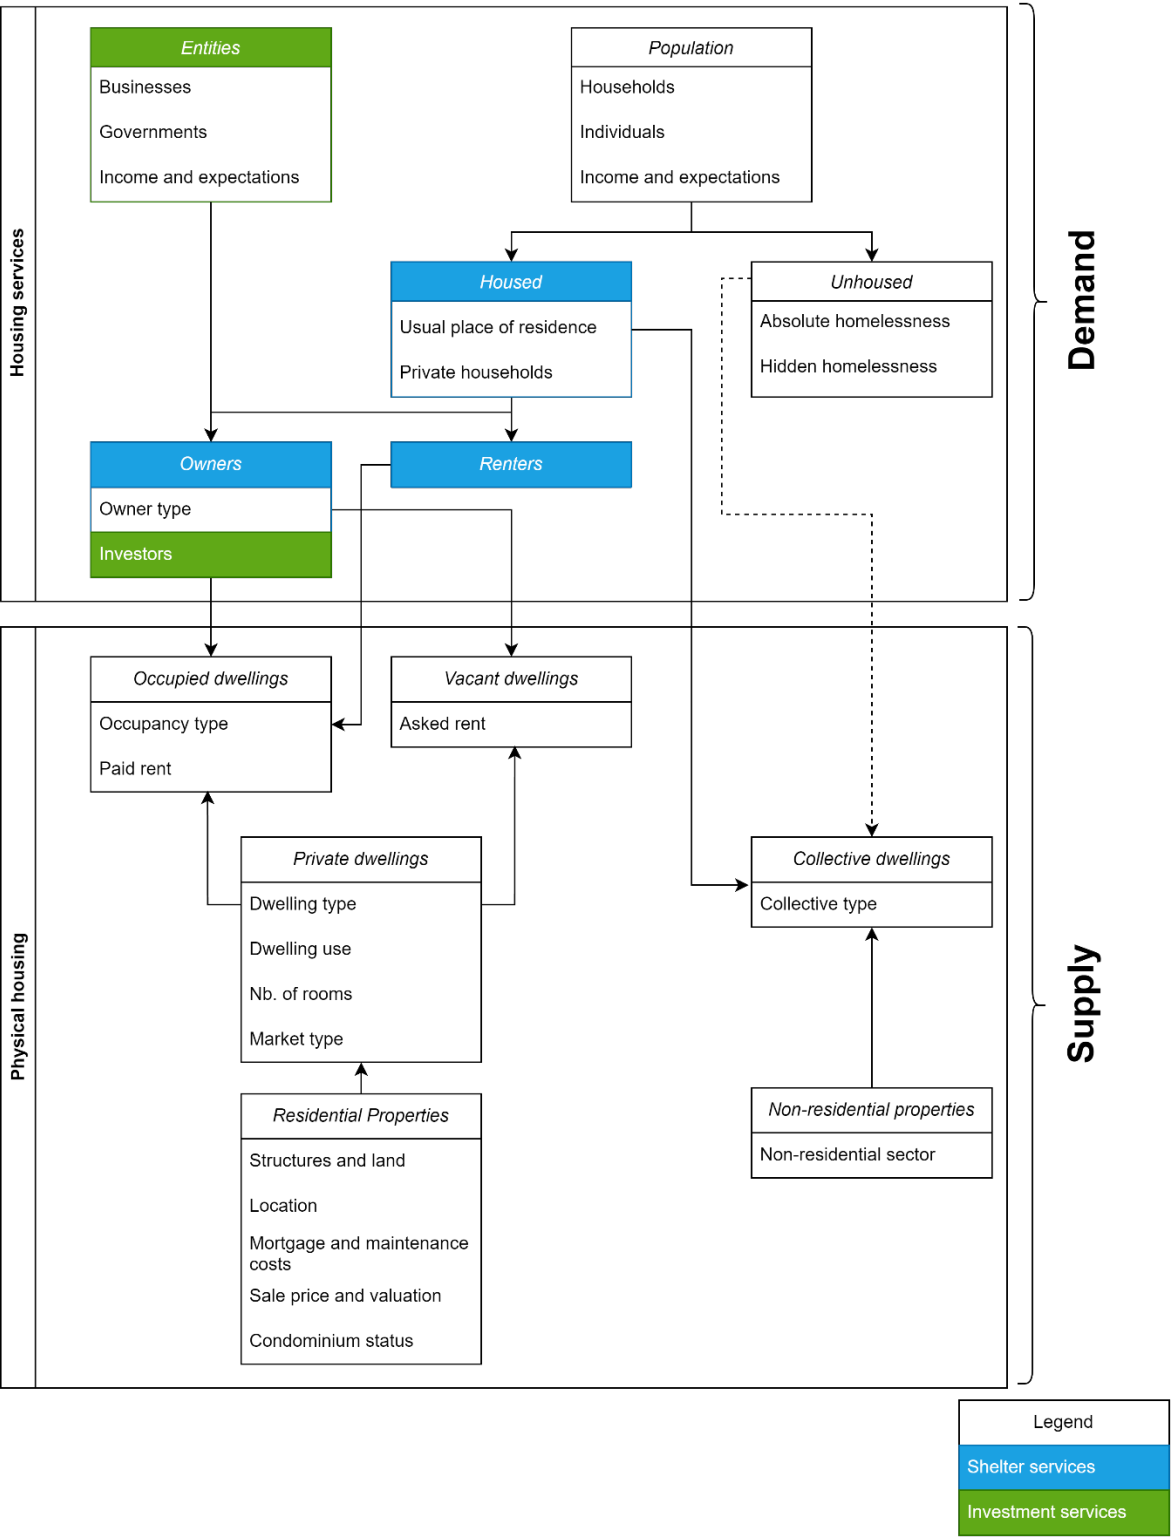 Housing services
Entities
Businesses
Governments
Income and expectations
Population
Households
Individuals
Income and expectations
Housed
Usual place of residence
Private households
Unhoused
Absolute homelessness
Hidden homelessness
Owners
Owner type
Investors
Renters
Demand
Physical housing
Occupied dwellings
Occupancy type
Paid rent
Vacant dwellings
Asked rent
Private dwellings
Dwelling type
Dwelling use
Nb. of rooms
Market type
Collective dwellings
Collective type
Residential Properties
Structures and land
Location
Mortgage and maintenance
costs
Sale price and valuation
Condominium status
Non-residential properties
Non-residential sector
Supply
Legend
Shelter services
Investment services